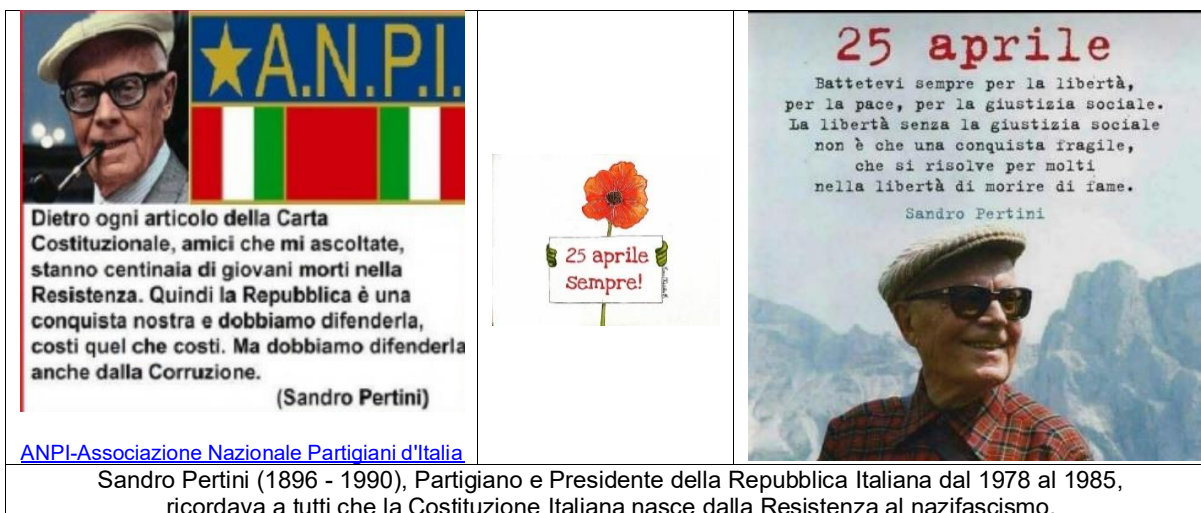 ★A.N.P.I.
Dietro ogni articolo della Carta
Costituzionale, amici che mi ascoltate,
stanno centinaia di giovani morti nella
Resistenza. Quindi la Repubblica è una
conquista nostra e dobbiamo difenderla,
costi quel che costi. Ma dobbiamo difenderla
anche dalla Corruzione.
(Sandro Pertini)
ANPI-Associazione Nazionale Partigiani d'Italia
25 aprile
sempre!
25 aprile
Battetevi sempre per la libertà,
per la pace, per la giustizia sociale.
La libertà senza la giustizia sociale
non è che una conquista fragile,
che si risolve per molti
nella libertà di morire di fame.
Sandro Pertini
Sandro Pertini (1896 - 1990), Partigiano e Presidente della Repubblica Italiana dal 1978 al 1985,
ricordava a tutti che la Costituzione Italiana nasce dalla Resistenza al nazifascismo.